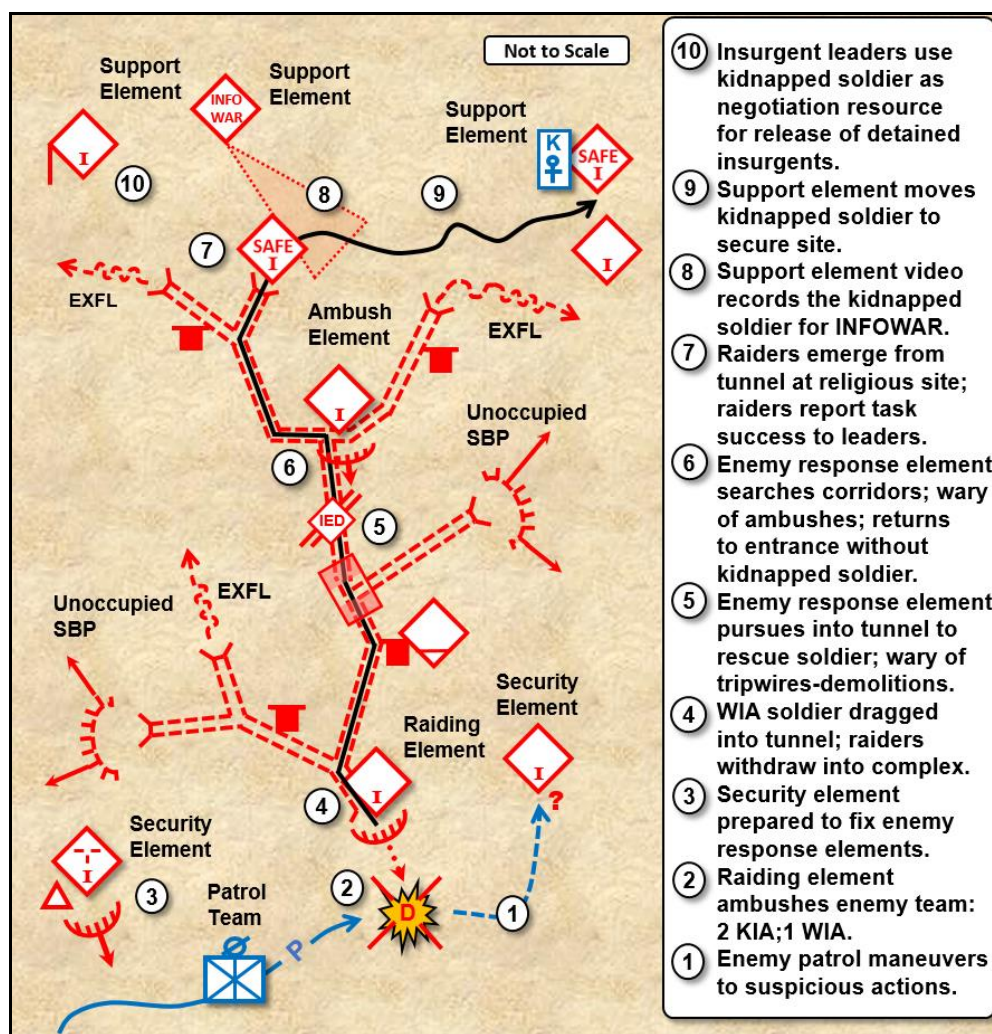 Not to Scale
Support
Element
Support
Element
INFO
WAR
Support
Element
K
SAFE
I
I
10
8
9
7
SAFE
I
I
EXFL
Ambush
Element
EXFL
I
Unoccupied
SBP
6
IED
5
EXFL
Unoccupied
SBP
Security
Element
Raiding
Element
I
I
?
4
Security
Element
I
3
Patrol
Team
2
D
1
P
10 Insurgent leaders use
kidnapped soldier as
negotiation resource
for release of detained
insurgents.
9 Support element moves
kidnapped soldier to
secure site.
8 Support element video
records the kidnapped
soldier for INFOWAR.
7 Raiders emerge from
tunnel at religious site;
raiders report task
success to leaders.
6 Enemy response element
searches corridors; wary
of ambushes; returns
to entrance without
kidnapped soldier.
5 Enemy response element
pursues into tunnel to
rescue soldier; wary of
tripwires-demolitions.
4 WIA soldier dragged
into tunnel; raiders
withdraw into complex.
3 Security element
prepared to fix enemy
response elements.
2 Raiding element
ambushes enemy team:
2 KIA;1 WIA.
1 Enemy patrol maneuvers
to suspicious actions.